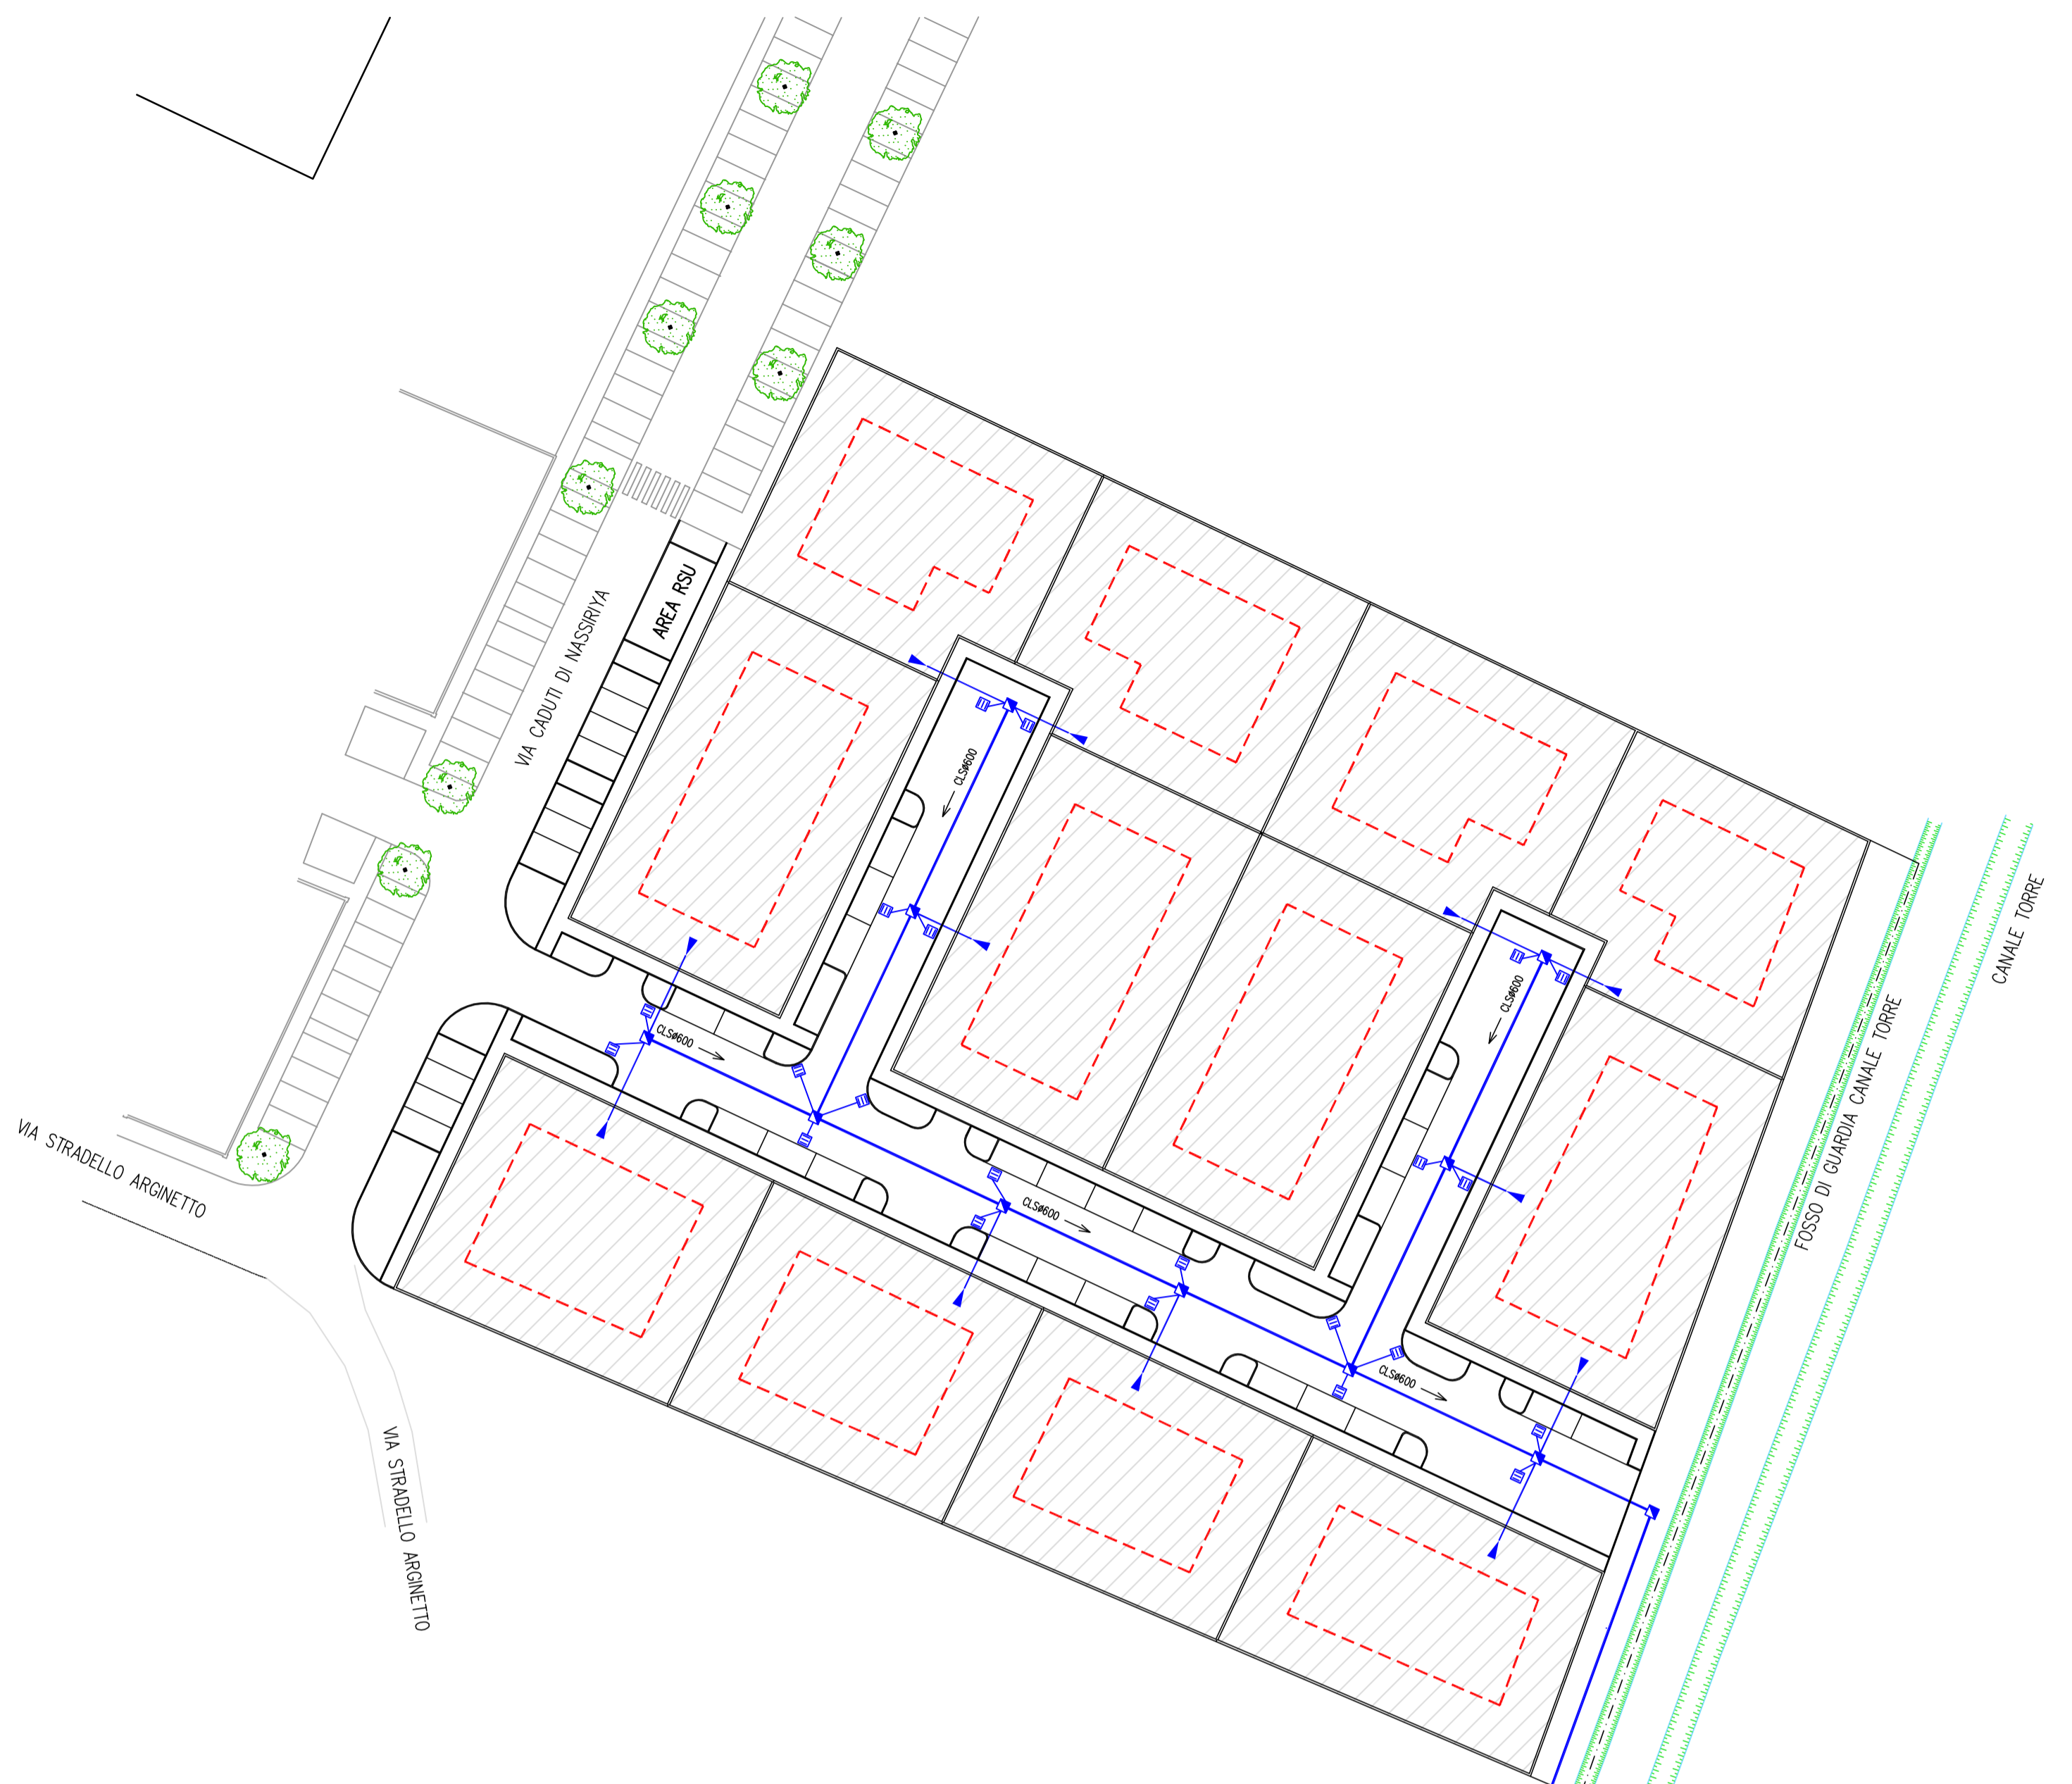 AREA RSU
VIA CADUTI DI NASSIRIYA
CLSø600
CLSø600
CANALE TORRE
FOSSO DI GUARDIA CANALE TORRE
CLSø600
VIA STRADELLO ARGINETTO
CLSø600
CLSø600
VIA STRADELLO ARGINETTO